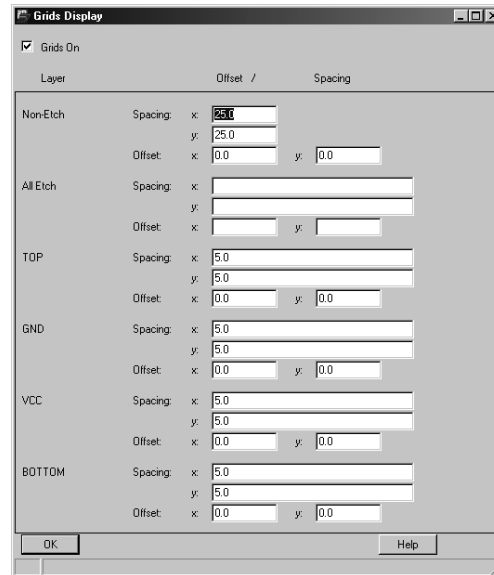 Grids Display
Grids On
Layer Offset / Spacing
Non-Etch Spacing: x: 25.0
y: 25.0
Offset: x: 0.0 y: 0.0
All Etch Spacing: x:
y:
Offset: x: y:
TOP Spacing: x: 5.0
y: 5.0
Offset: x: 0.0 y: 0.0
GND Spacing: x: 5.0
y: 5.0
Offset: x: 0.0 y: 0.0
VCC Spacing: x: 5.0
y: 5.0
Offset: x: 0.0 y: 0.0
BOTTOM Spacing: x: 5.0
y: 5.0
Offset: x: 0.0 y: 0.0
OK Help